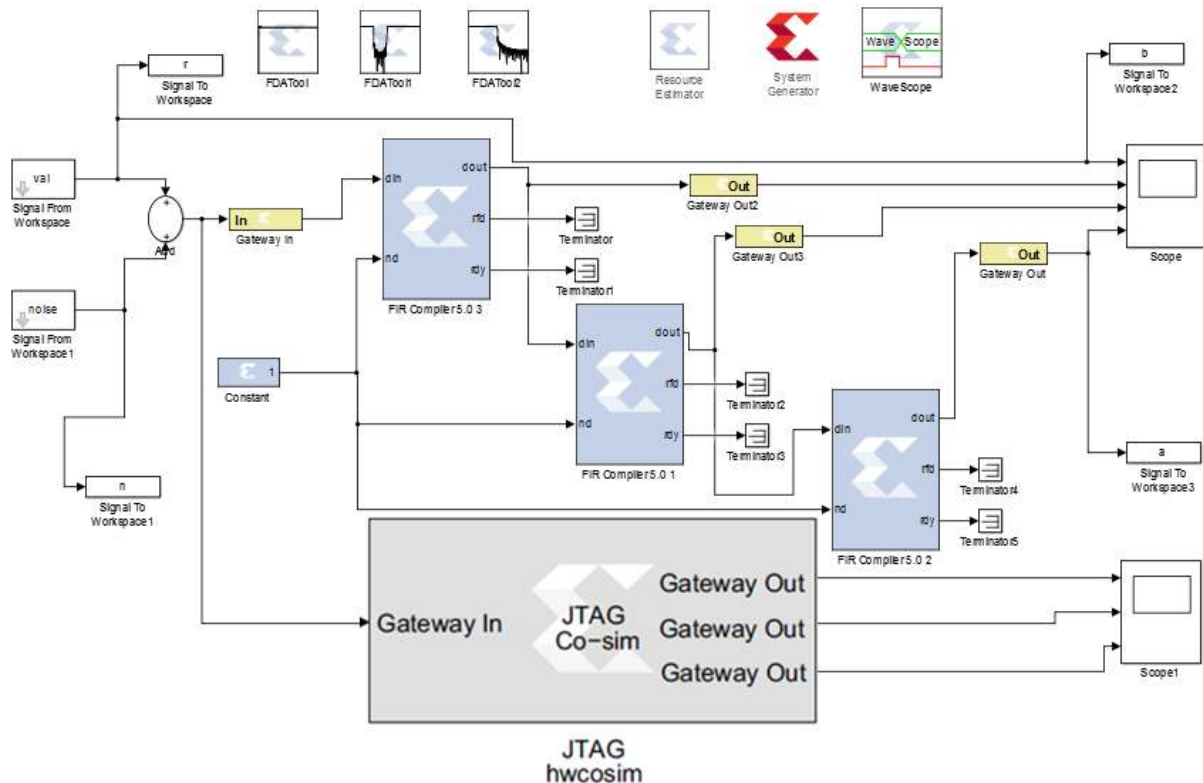 r
Signal To
Workspace
FDATool
FDATool1
FDATool2
Resource
Estimator
System
Generator
Wave Scope
WaveScope
b
Signal To
Workspace2
val
Signal From
Workspace
Add
In
Gateway In
din
nd
dout
rfd
rdy
FIR Compiler 5.0 3
Terminator
Terminator1
Out
Gateway Out2
Out
Gateway Out3
Out
Gateway Out
Scope
noise
Signal From
Workspace1
1
Constant
din
nd
dout
rfd
rdy
FIR Compiler 5.0 1
Terminator2
Terminator3
din
nd
dout
rfd
rdy
FIR Compiler 5.0 2
Terminator4
Terminator5
n
Signal To
Workspace1
a
Signal To
Workspace3
Gateway In
JTAG
Co-sim
Gateway Out
Gateway Out
Gateway Out
JTAG
hwcosim
Scope1